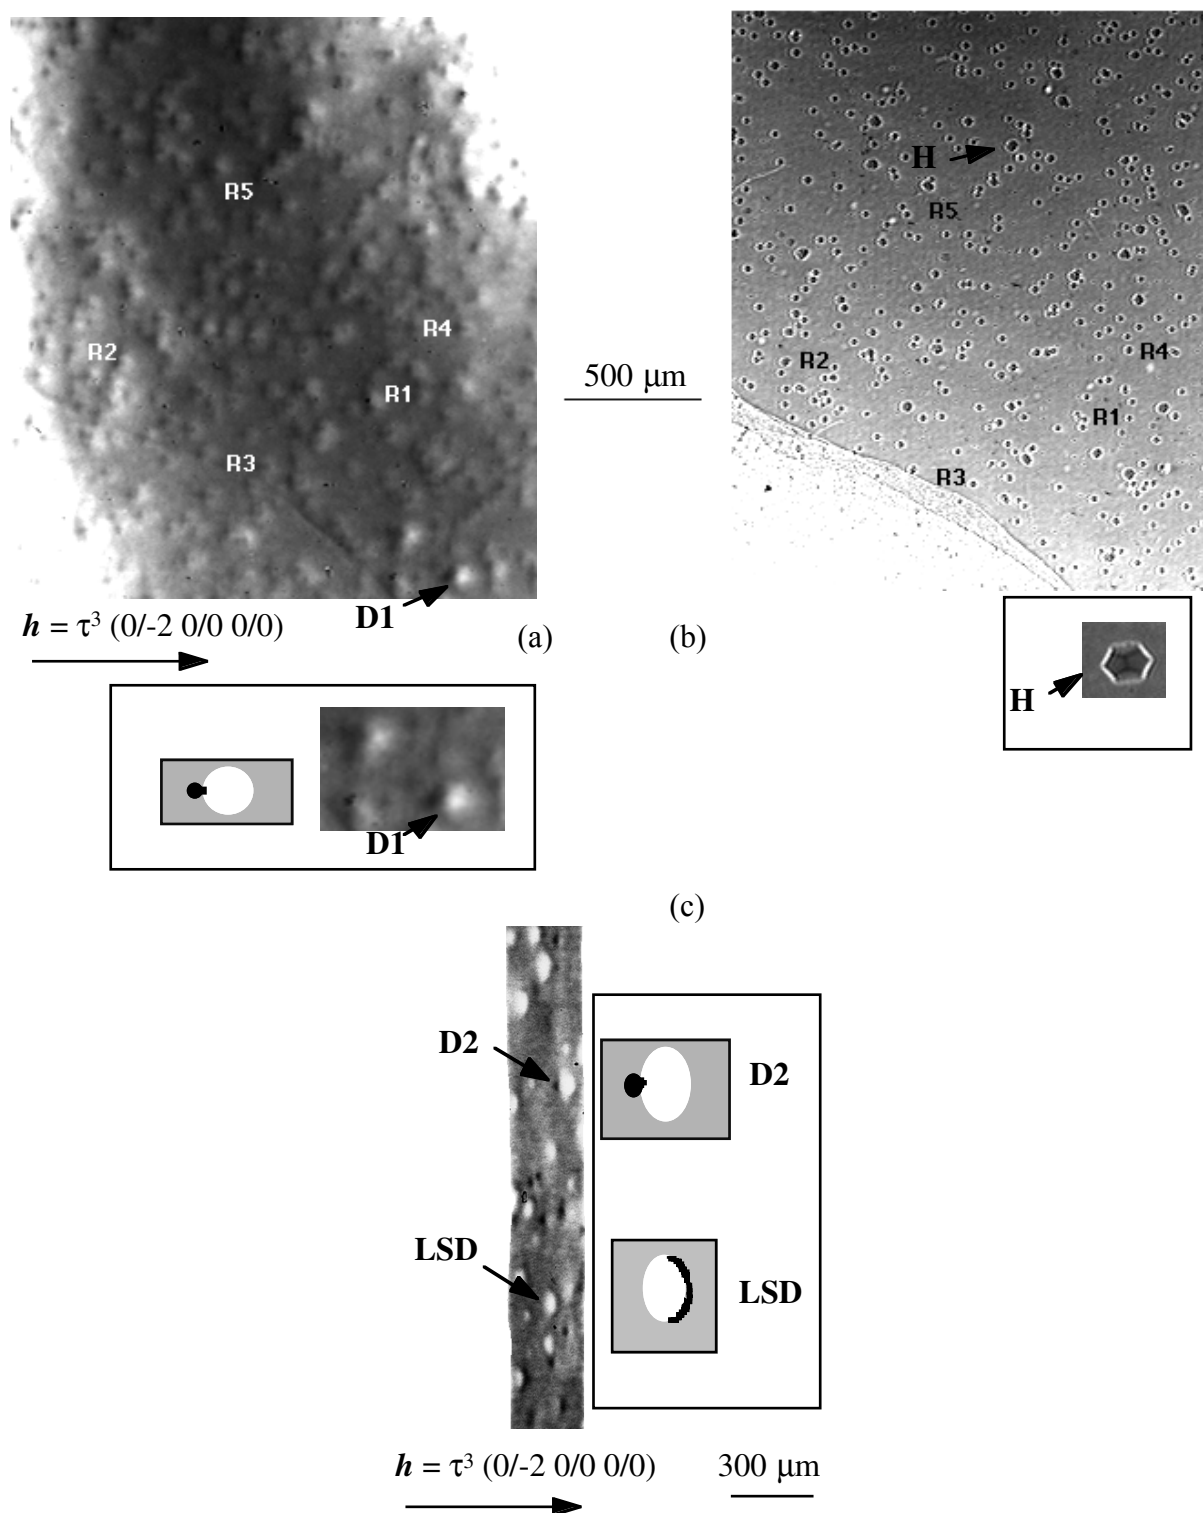 R5
R2
R4
R1
R3
D1
H
R5
R2
R4
R1
R3
500 μm
h = τ³ (0/-2 0/0 0/0)
(a)
(b)
D1
H
(c)
D2
D2
LSD
LSD
h = τ³ (0/-2 0/0 0/0)
300 μm